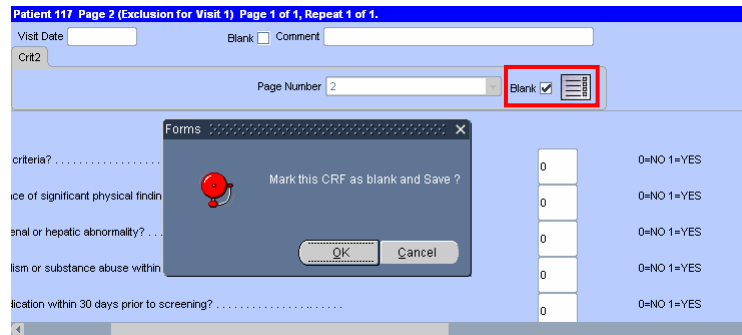 Patient 117 Page 2 (Exclusion for Visit 1) Page 1 of 1, Repeat 1 of 1.
Visit Date Blank Comment
Crit2
Page Number 2 Blank
Forms
criteria? . . . . . . . . . . . . . . . . . 0 0=NO 1=YES
Mark this CRF as blank and Save ?
of significant physical findin 0 0=NO 1=YES
or hepatic abnormality? . . . 0 0=NO 1=YES
OK Cancel
or substance abuse within 0 0=NO 1=YES
within 30 days prior to screening? . . . . . . . . . . . . . . . . . . . . . . 0 0=NO 1=YES